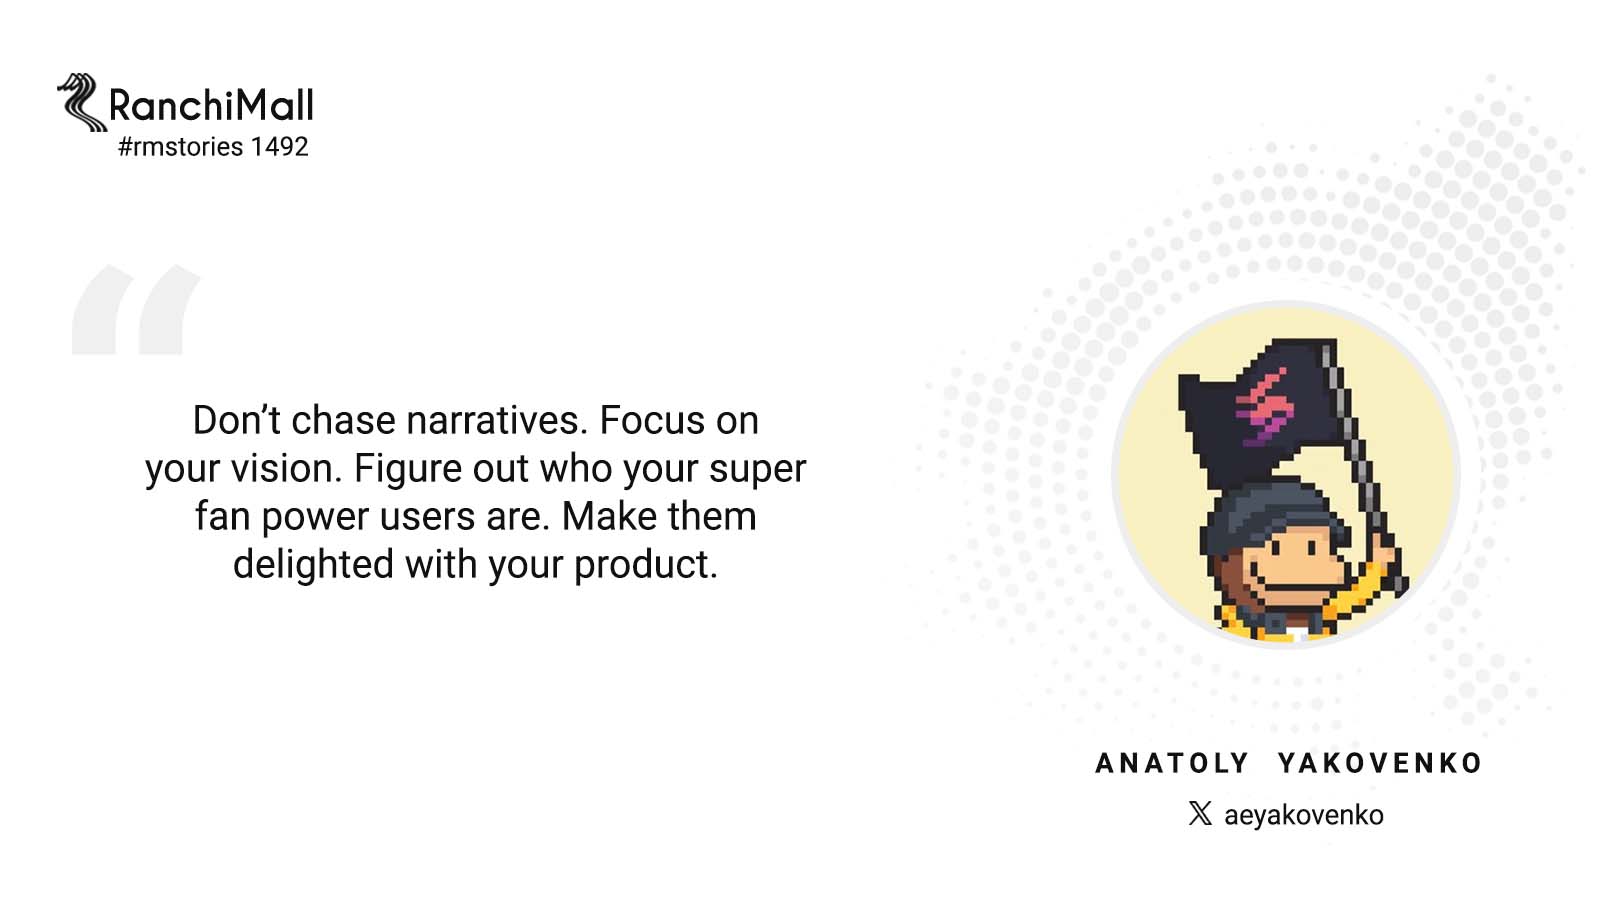 RanchiMall
#rmstories 1492
“
Don’t chase narratives. Focus on
your vision. Figure out who your super
fan power users are. Make them
delighted with your product.
ANATOLY YAKOVENKO
𝕏 aeyakovenko